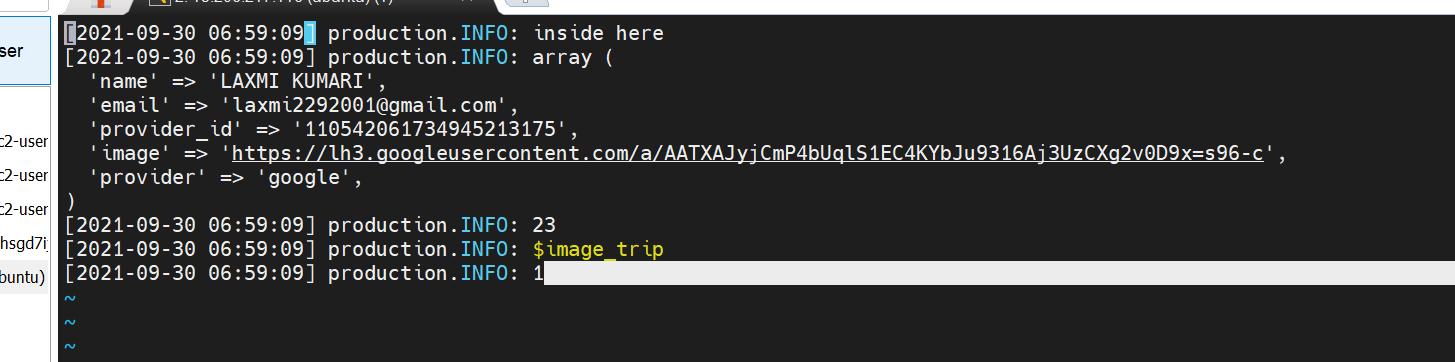 [2021-09-30 06:59:09] production.INFO: inside here
[2021-09-30 06:59:09] production.INFO: array (
'name' => 'LAXMI KUMARI',
'email' => 'laxmi2292001@gmail.com',
'provider_id' => '110542061734945213175',
'image' => 'https://lh3.googleusercontent.com/a/AATXAJyjCmP4bUqlS1EC4KYbJu9316Aj3UzCXg2v0D9x=s96-c',
'provider' => 'google',
)
[2021-09-30 06:59:09] production.INFO: 23
[2021-09-30 06:59:09] production.INFO: $image_trip
[2021-09-30 06:59:09] production.INFO: 1
~
~
~
ser
c2-user
c2-user
c2-user
buntu)